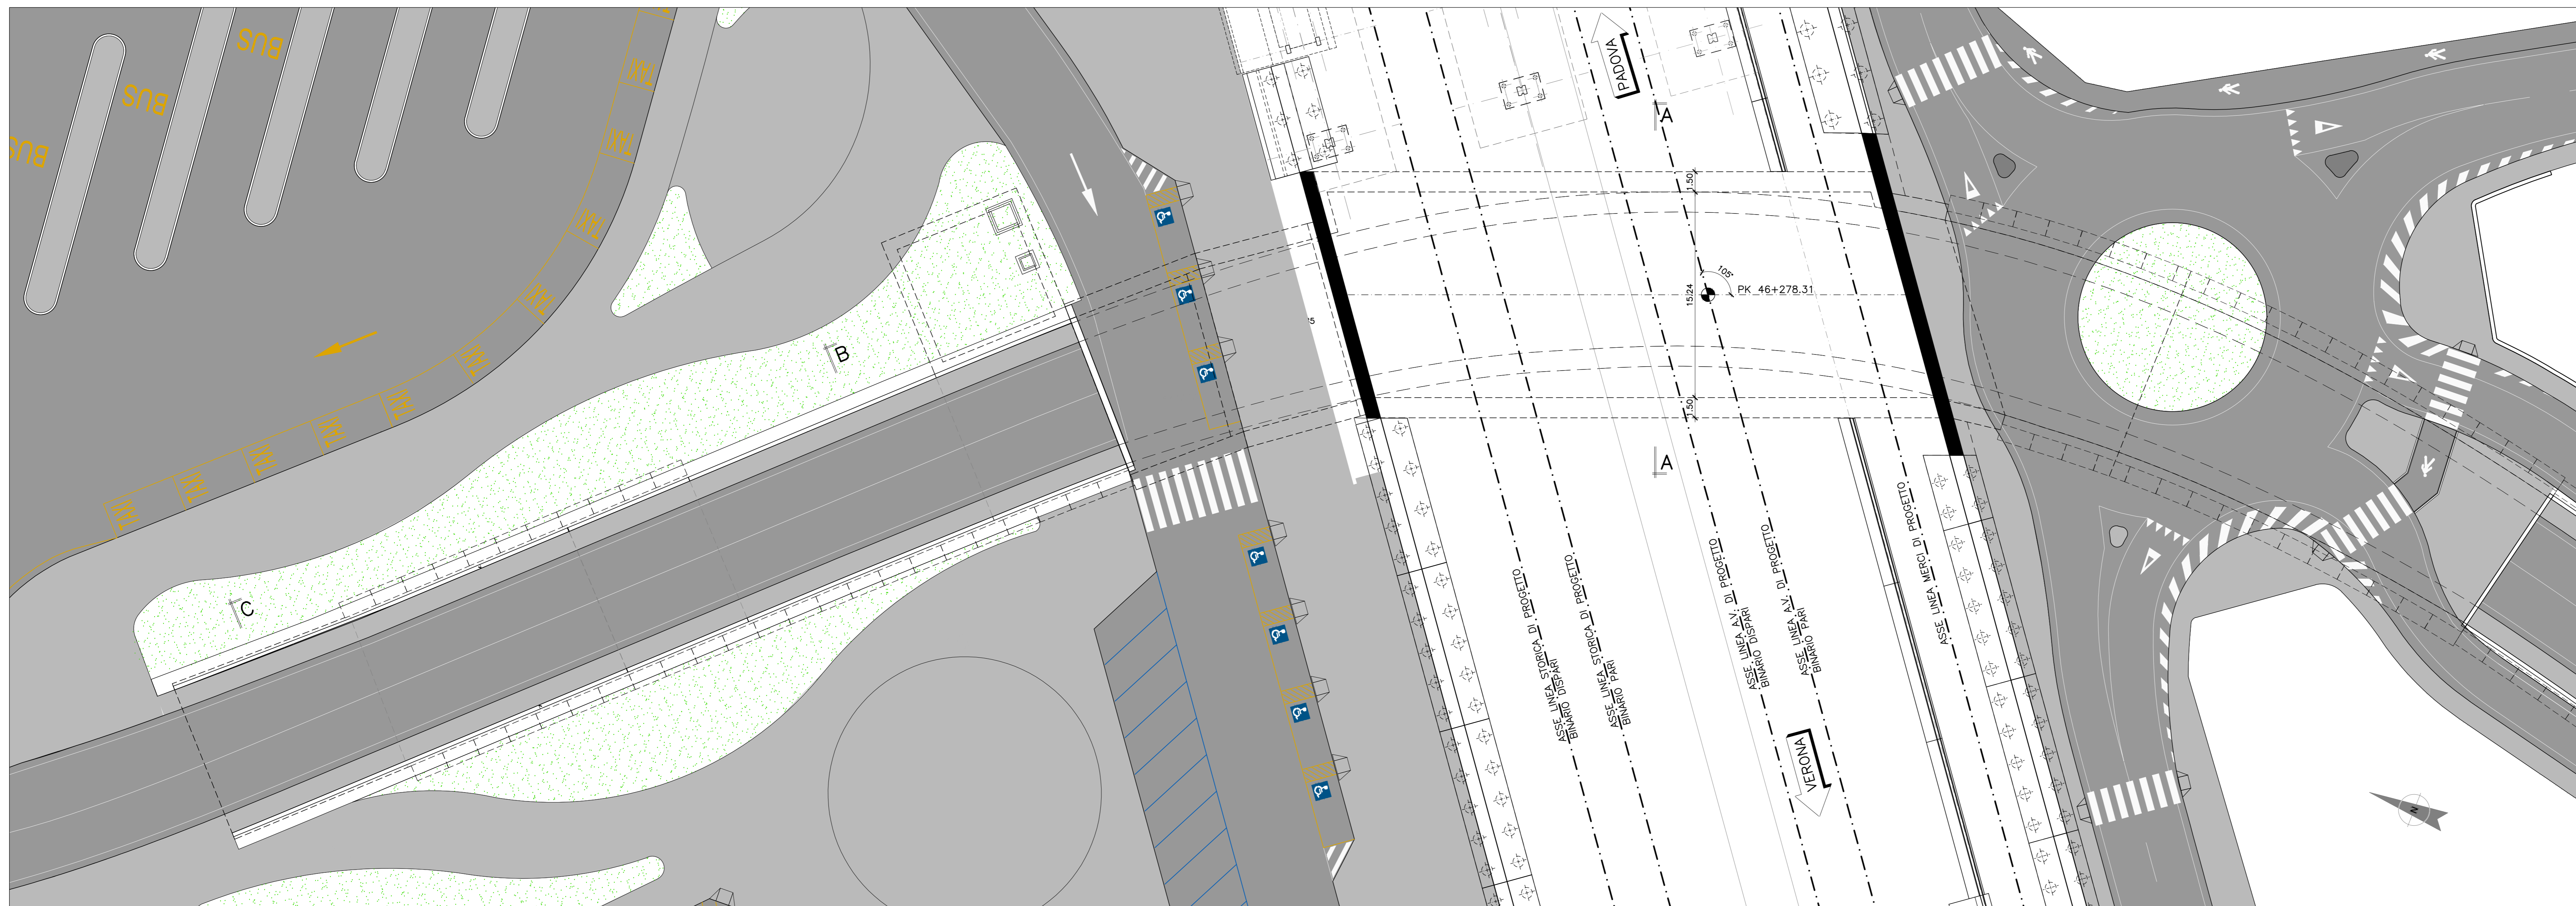 BUS
BUS
BUS
TAXI
TAXI
TAXI
TAXI
TAXI
TAXI
TAXI
TAXI
TAXI
TAXI
PADOVA
A
1.50
105°
PK 46+278.31
15.24
1.50
A
B
C
ASSE LINEA STORICA DI PROGETTO
BINARIO DISPARI
ASSE LINEA STORICA DI PROGETTO
BINARIO PARI
ASSE LINEA A.V. DI PROGETTO
BINARIO DISPARI
ASSE LINEA A.V. DI PROGETTO
BINARIO PARI
ASSE LINEA MERCI DI PROGETTO
VERONA
N